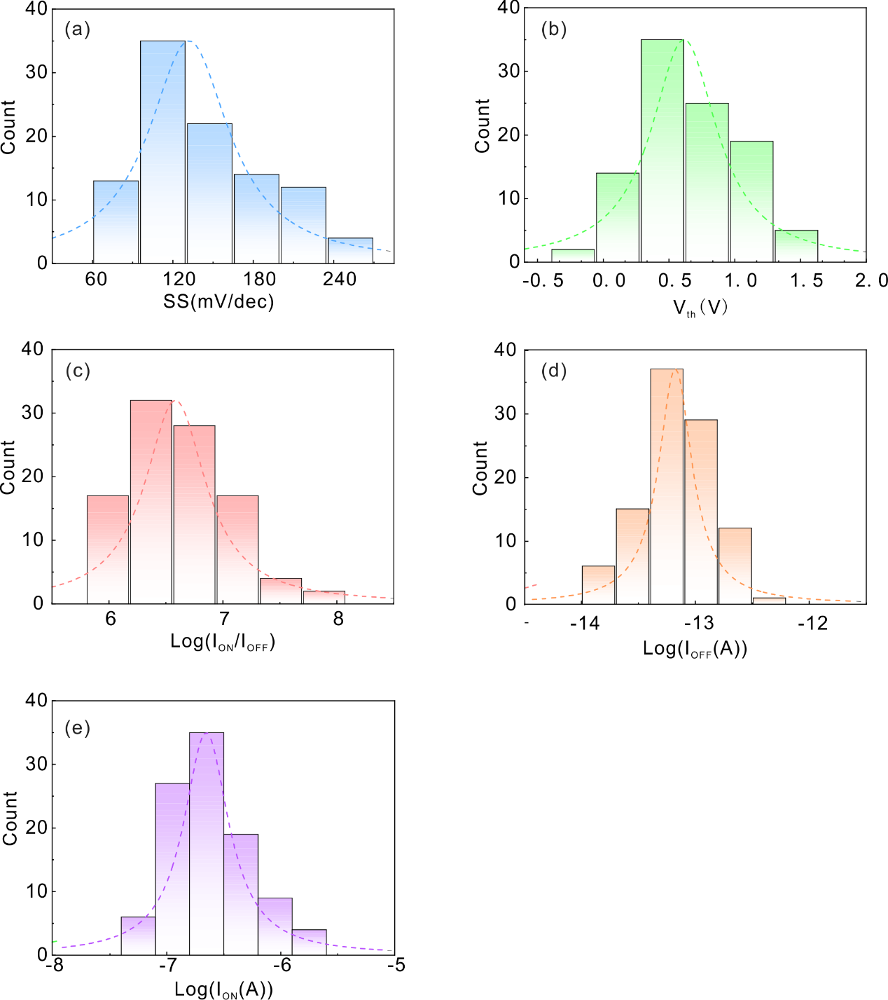 (a)
40
30
20
10
0
Count
60 120 180 240
SS(mV/dec)
(b)
40
30
20
10
0
Count
-0.5 0.0 0.5 1.0 1.5 2.0
Vth(V)
(c)
40
30
20
10
0
Count
6 7 8
Log(ION/IOFF)
(d)
40
30
20
10
0
Count
- -14 -13 -12
Log(IOFF(A))
(e)
40
30
20
10
0
Count
-8 -7 -6 -5
Log(ION(A))